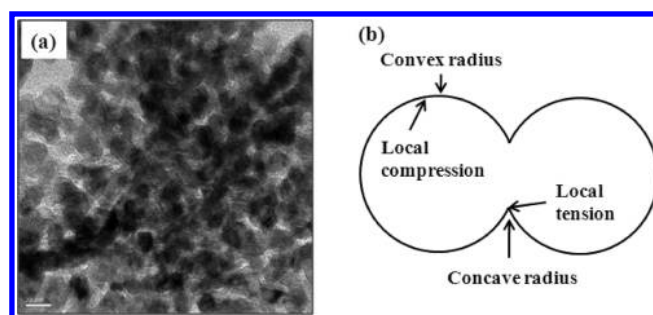 (a)
(b)
Convex radius
Local
compression
Local
tension
Concave radius